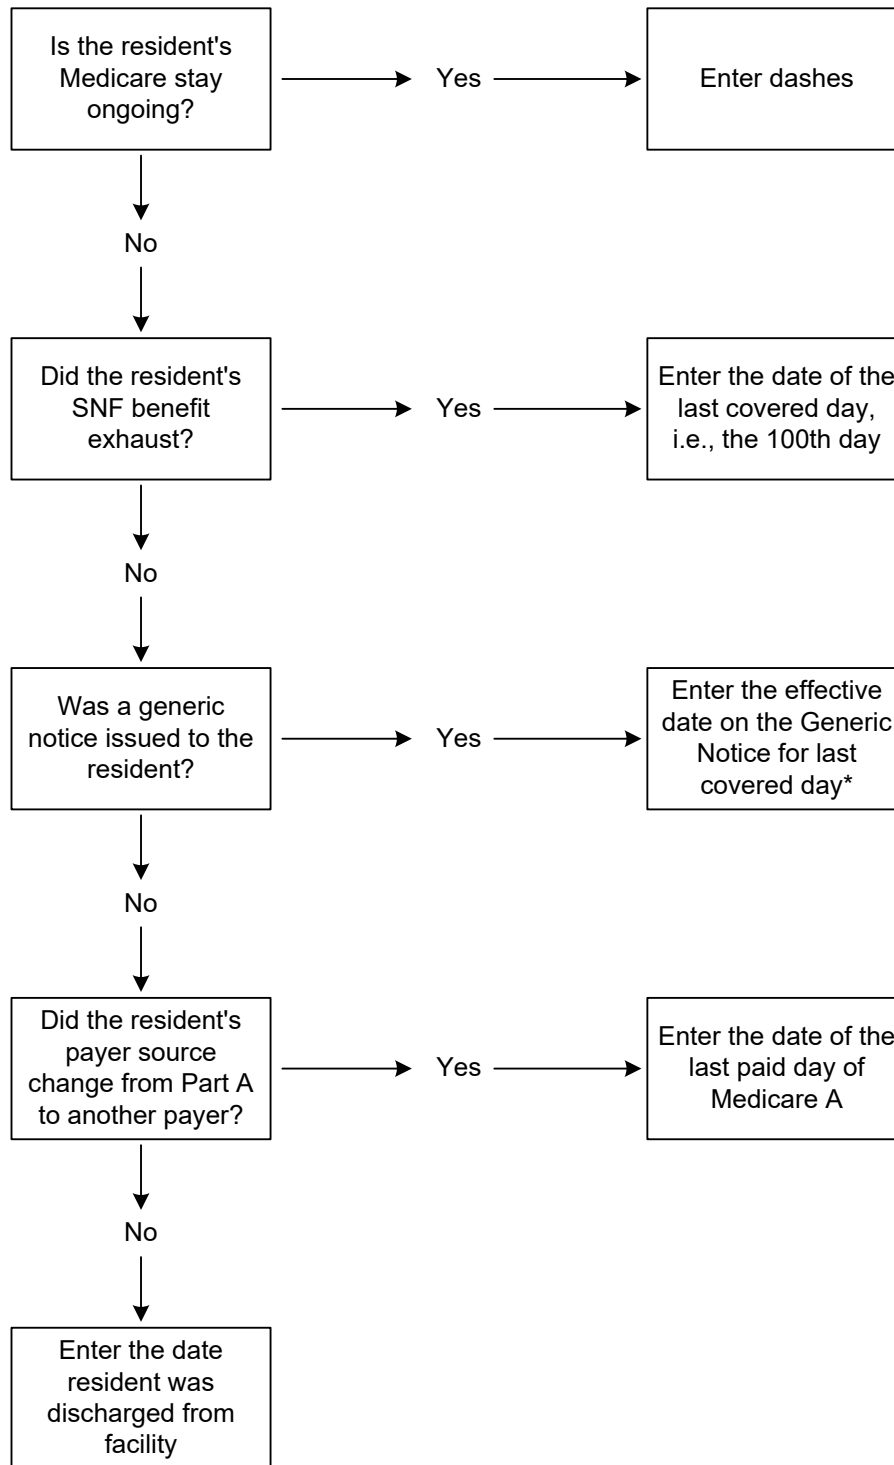 Is the resident's
Medicare stay
ongoing?
Yes
Enter dashes
No
Did the resident's
SNF benefit
exhaust?
Yes
Enter the date of the
last covered day,
i.e., the 100th day
No
Was a generic
notice issued to the
resident?
Yes
Enter the effective
date on the Generic
Notice for last
covered day*
No
Did the resident's
payer source
change from Part A
to another payer?
Yes
Enter the date of the
last paid day of
Medicare A
No
Enter the date
resident was
discharged from
facility